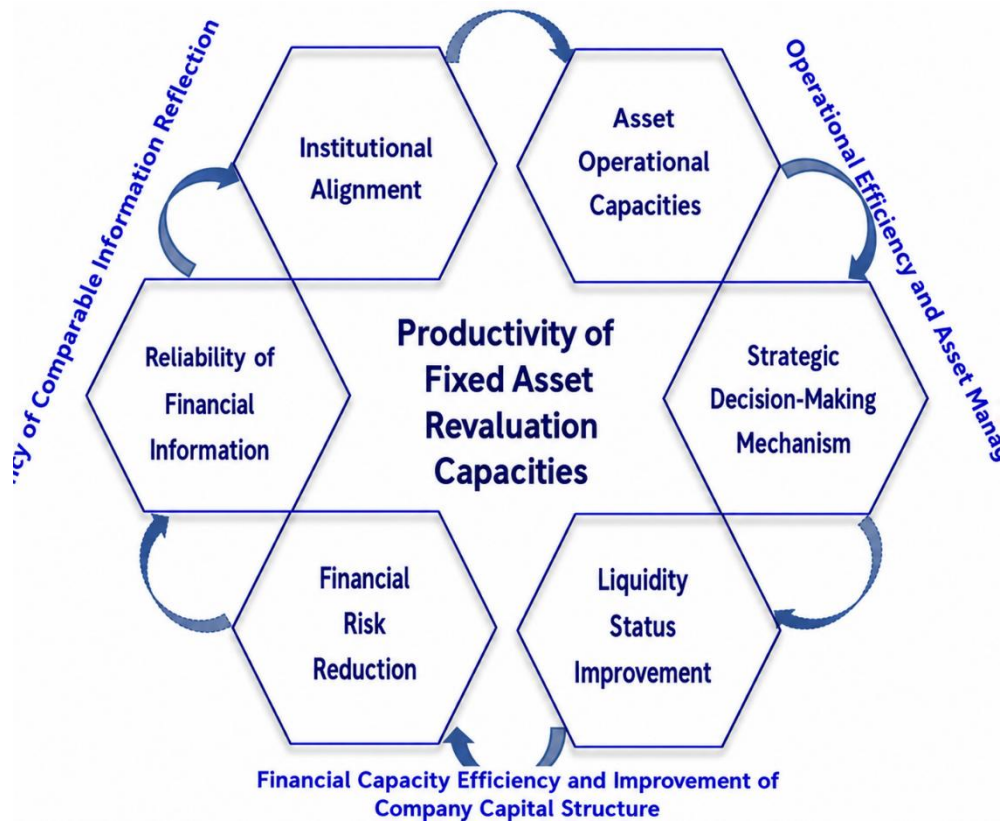 of Comparable Information Reflection
Operational Efficiency and Asset
Institutional
Alignment
Asset
Operational
Capacities
Reliability of
Financial
Information
Productivity of
Fixed Asset
Revaluation
Capacities
Strategic
Decision-Making
Mechanism
Financial
Risk
Reduction
Liquidity
Status
Improvement
Financial Capacity Efficiency and Improvement of
Company Capital Structure